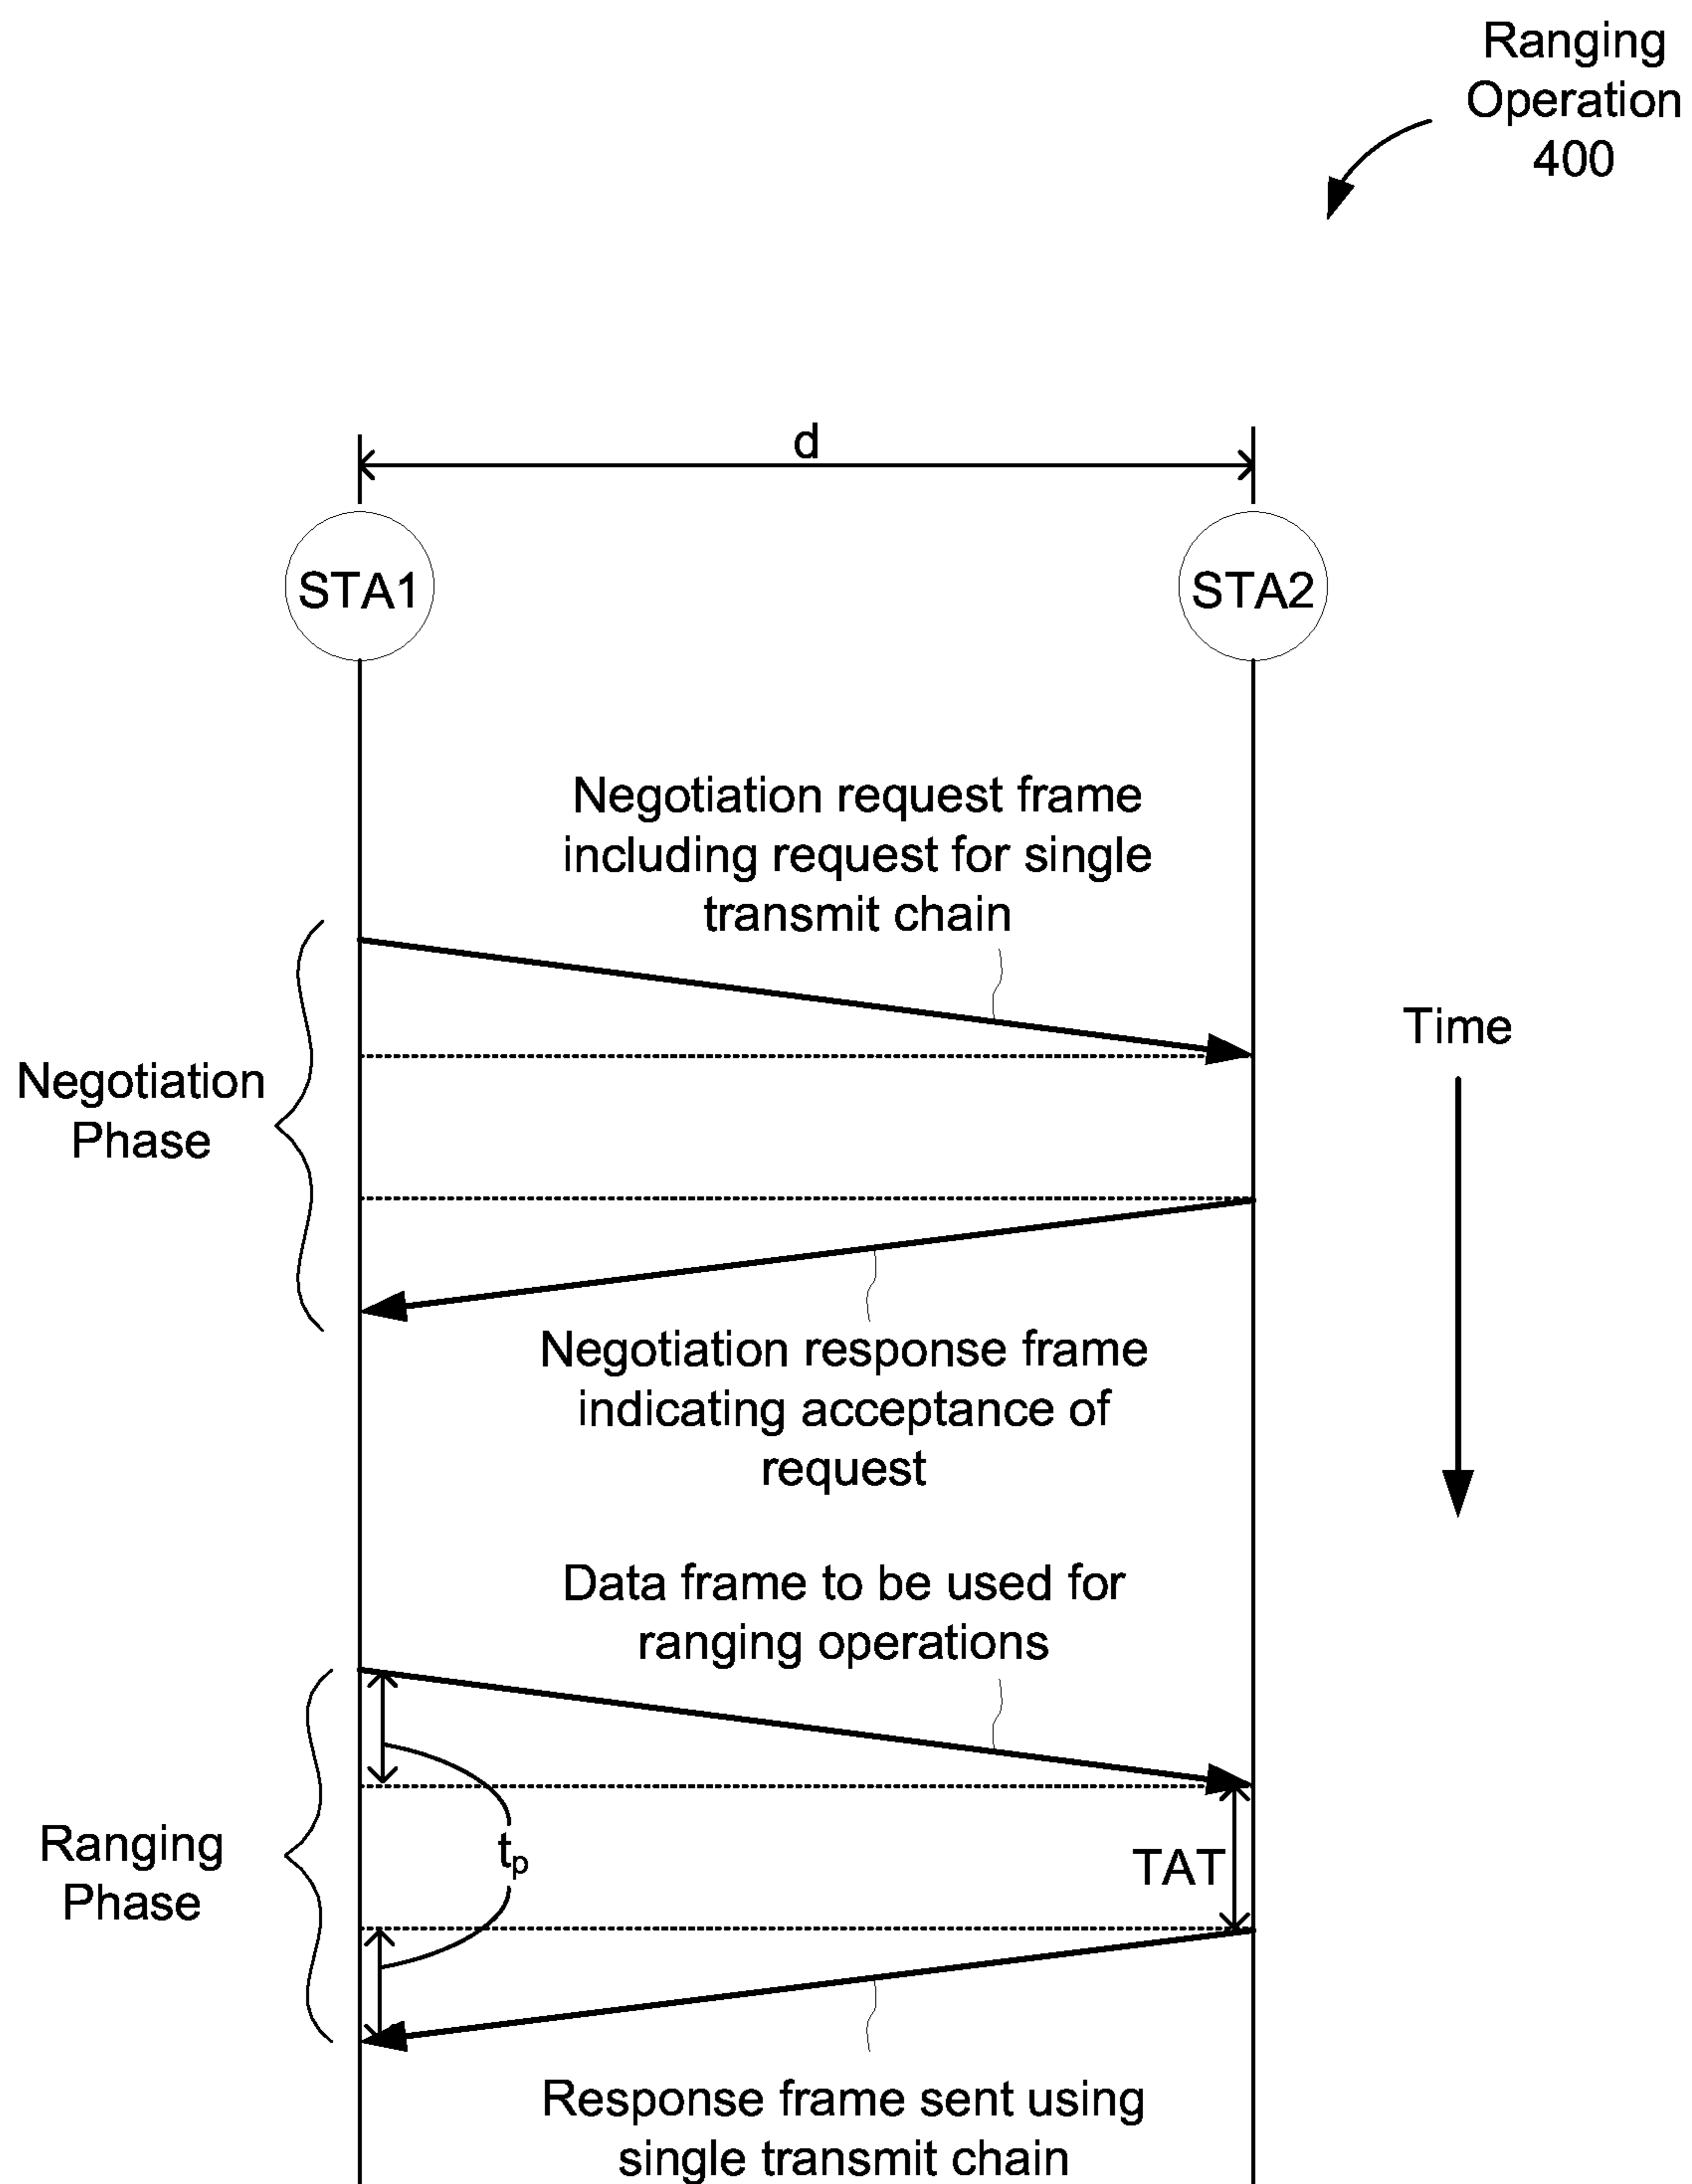 Ranging
Operation
400
d
STA1
STA2
Negotiation request frame
including request for single
transmit chain
Time
Negotiation
Phase
Negotiation response frame
indicating acceptance of
request
Data frame to be used for
ranging operations
Ranging
Phase
tp
TAT
Response frame sent using
single transmit chain